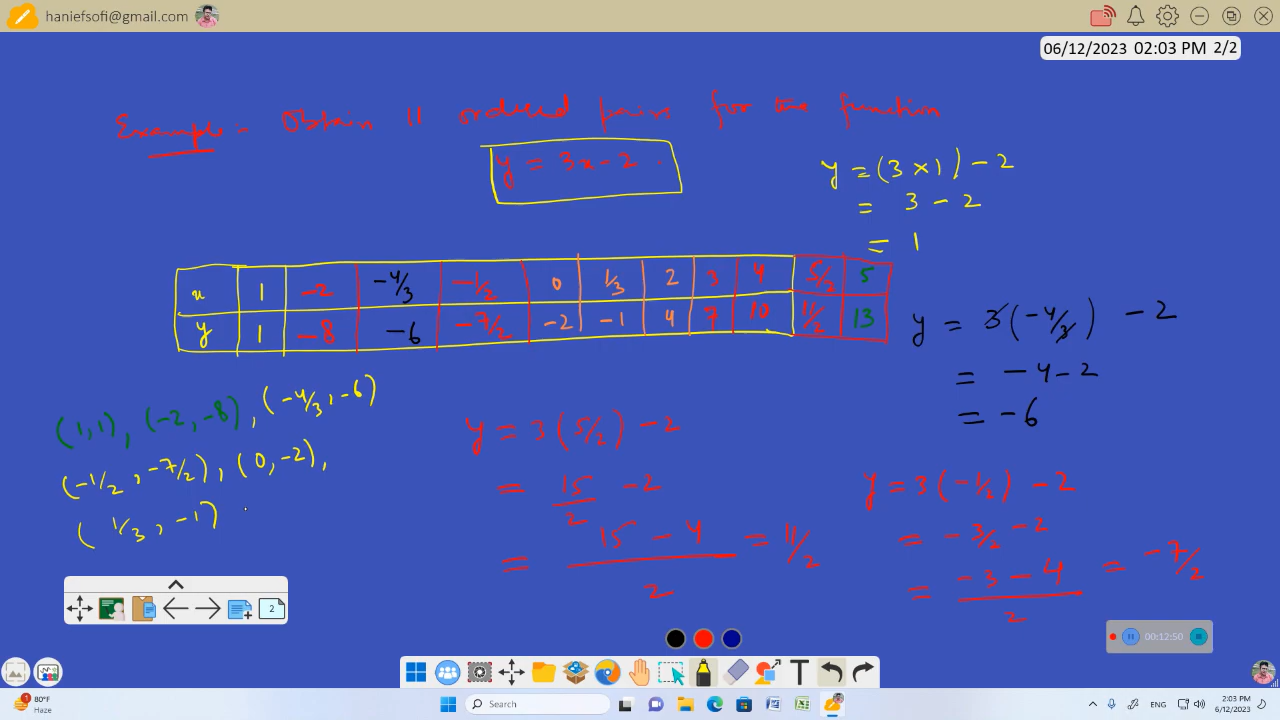 haniefsofi@gmail.com
06/12/2023 02:03 PM 2/2
Example:- Obtain 11 ordered pairs for the function
y = 3x - 2
y = (3 × 1) - 2
= 3 - 2
= 1
x 1 -2 -4/3 -1/2 0 1/3 2 3 4 5/2 5
y 1 -8 -6 -7/2 -2 -1 4 7 10 11/2 13
y = 3(-4/3) - 2
= -4 - 2
= -6
(1,1), (-2, -8), (-4/3, -6)
(-1/2, -7/2), (0, -2),
(1/3, -1)
y = 3(5/2) - 2
= 15/2 - 2
= (15 - 4)/2 = 11/2
y = 3(-1/2) - 2
= -3/2 - 2
= (-3 - 4)/2 = -7/2
2
00:12:50
T
1
80°F
Haze
Search
ENG
2:03 PM
6/12/2023